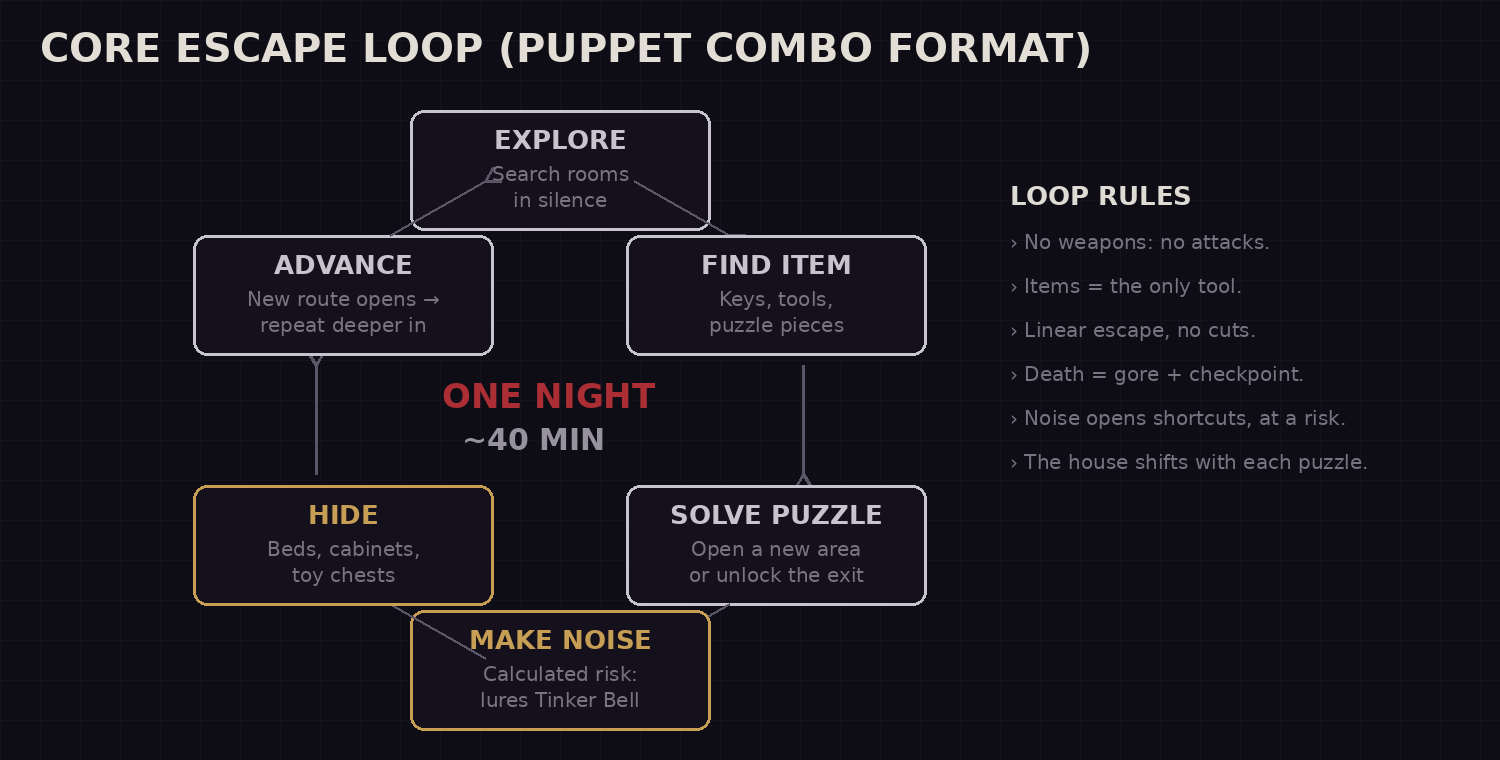 CORE ESCAPE LOOP (PUPPET COMBO FORMAT)
EXPLORE
Search rooms
in silence
ADVANCE
New route opens →
repeat deeper in
FIND ITEM
Keys, tools,
puzzle pieces
ONE NIGHT
~40 MIN
HIDE
Beds, cabinets,
toy chests
SOLVE PUZZLE
Open a new area
or unlock the exit
MAKE NOISE
Calculated risk:
lures Tinker Bell
LOOP RULES
› No weapons: no attacks.
› Items = the only tool.
› Linear escape, no cuts.
› Death = gore + checkpoint.
› Noise opens shortcuts, at a risk.
› The house shifts with each puzzle.